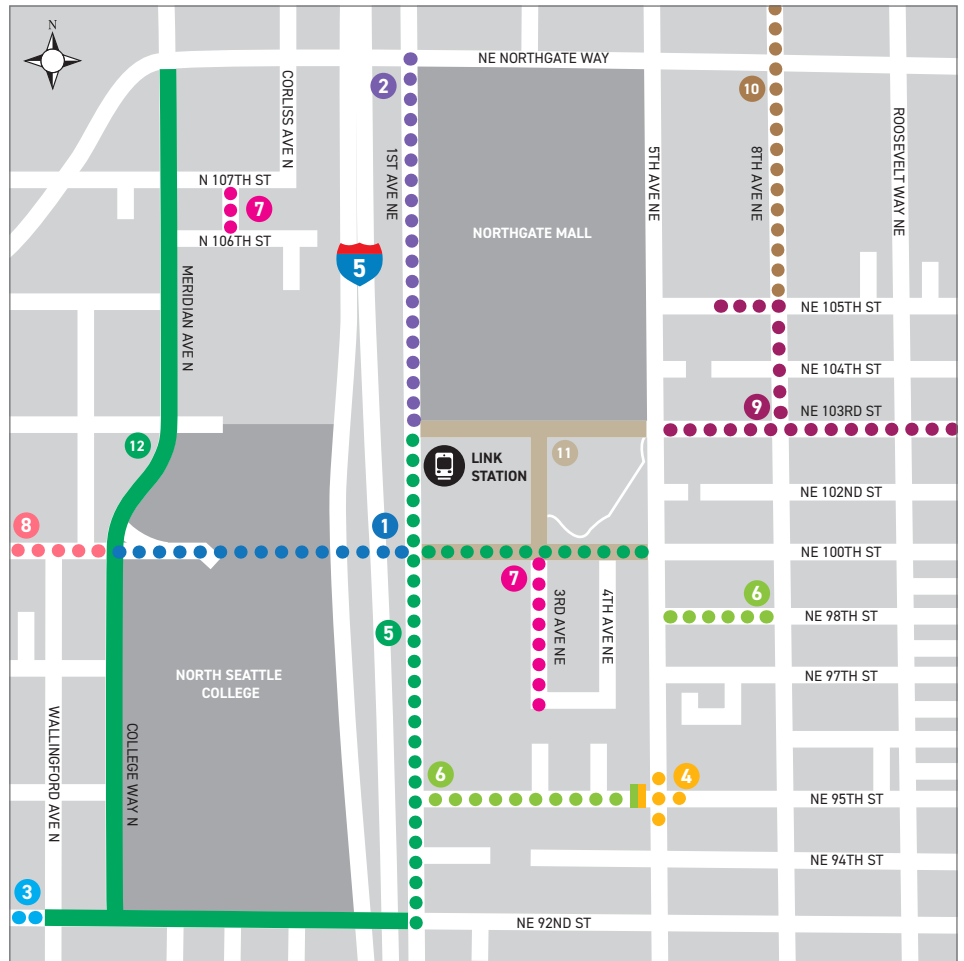 N
NE NORTHGATE WAY
2
10
CORLISS AVE N
1ST AVE NE
5TH AVE NE
8TH AVE NE
ROOSEVELT WAY NE
N 107TH ST
7
N 106TH ST
5
NORTHGATE MALL
MERIDIAN AVE N
NE 105TH ST
NE 104TH ST
9
NE 103RD ST
12
LINK
STATION
11
NE 102ND ST
8
1
NE 100TH ST
7
3RD AVE NE
4TH AVE NE
6
NE 98TH ST
5
NORTH SEATTLE
COLLEGE
NE 97TH ST
WALLINGFORD AVE N
COLLEGE WAY N
6
4
NE 95TH ST
NE 94TH ST
3
NE 92ND ST